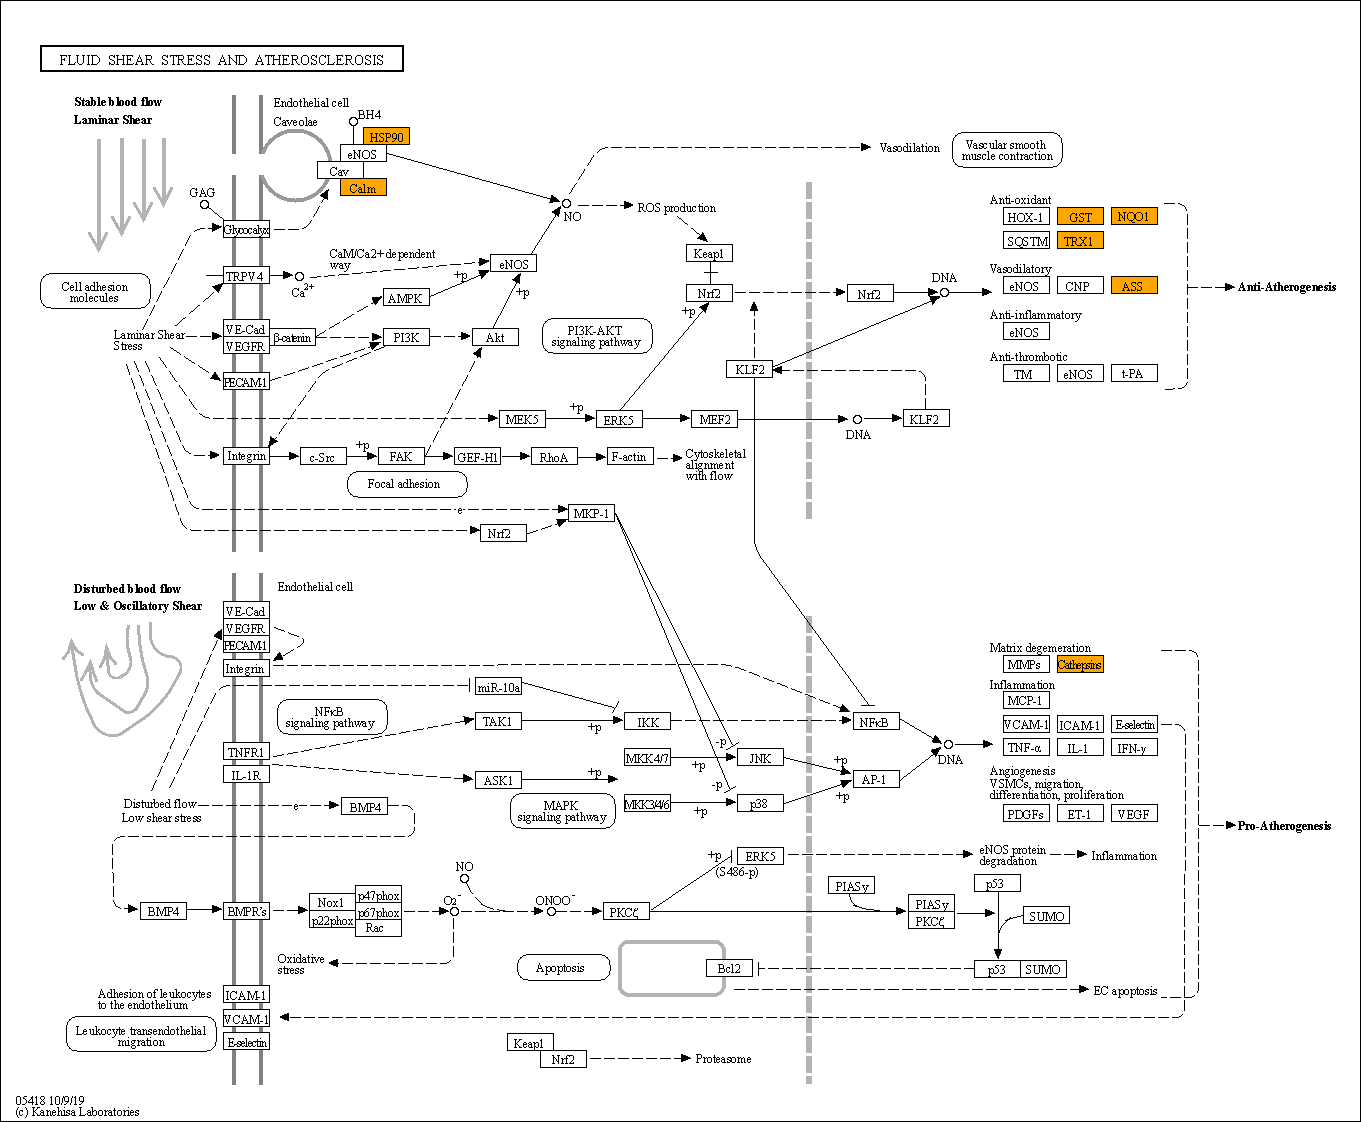 FLUID SHEAR STRESS AND ATHEROSCLEROSIS
Stable blood flow
Laminar Shear
Endothelial cell
Caveolae
BH4
HSP90
eNOS
Cav
Calm
GAG
Glycocalyx
NO
Vasodilation
Vascular smooth
muscle contraction
ROS production
Keap1
Nrf2
+p
Nrf2
DNA
Anti-oxidant
HOX-1
GST
NQO1
SQSTM
TRX1
Vasodilatory
eNOS
CNP
ASS
Anti-inflammatory
eNOS
Anti-thrombotic
TM
eNOS
t-PA
Anti-Atherogenesis
Cell adhesion
molecules
TRPV4
Ca2+
CaM/Ca2+ dependent
way
eNOS
+p
+p
AMPK
Laminar Shear
Stress
VE-Cad
VEGFR
β-catenin
PI3K
Akt
PI3K-AKT
signaling pathway
PECAM-1
KLF2
MEK5
+p
ERK5
MEF2
DNA
KLF2
Integrin
c-Src
+p
FAK
GEF-H1
RhoA
F-actin
Cytoskeletal
alignment
with flow
Focal adhesion
e
MKP-1
Nrf2
Disturbed blood flow
Low & Oscillatory Shear
Endothelial cell
VE-Cad
VEGFR
PECAM-1
Integrin
miR-10a
NFκB
signaling pathway
TAK1
+p
IKK
NFκB
TNFR1
IL-1R
MKK4/7
+p
-p
JNK
+p
ASK1
+p
AP-1
DNA
MAPK
signaling pathway
MKK3/4/6
+p
-p
p38
+p
Matrix degeneration
MMPs
Cathepsins
Inflammation
MCP-1
VCAM-1
ICAM-1
E-selectin
TNF-α
IL-1
IFN-γ
Angiogenesis
VSMCs, migration,
differentiation, proliferation
PDGFs
ET-1
VEGF
Pro-Atherogenesis
Disturbed flow
Low shear stress
e
BMP4
+p
(S486-p)
ERK5
eNOS protein
degradation
Inflammation
NO
BMP4
BMPR's
Nox1
p22phox
p47phox
p67phox
Rac
O2-
ONOO-
PKCζ
PIASy
PIASy
PKCζ
p53
SUMO
Oxidative
stress
Apoptosis
Bcl2
p53
SUMO
EC apoptosis
Adhesion of leukocytes
to the endothelium
ICAM-1
VCAM-1
E-selectin
Leukocyte transendothelial
migration
Keap1
Nrf2
Proteasome
05418 10/9/19
(c) Kanehisa Laboratories